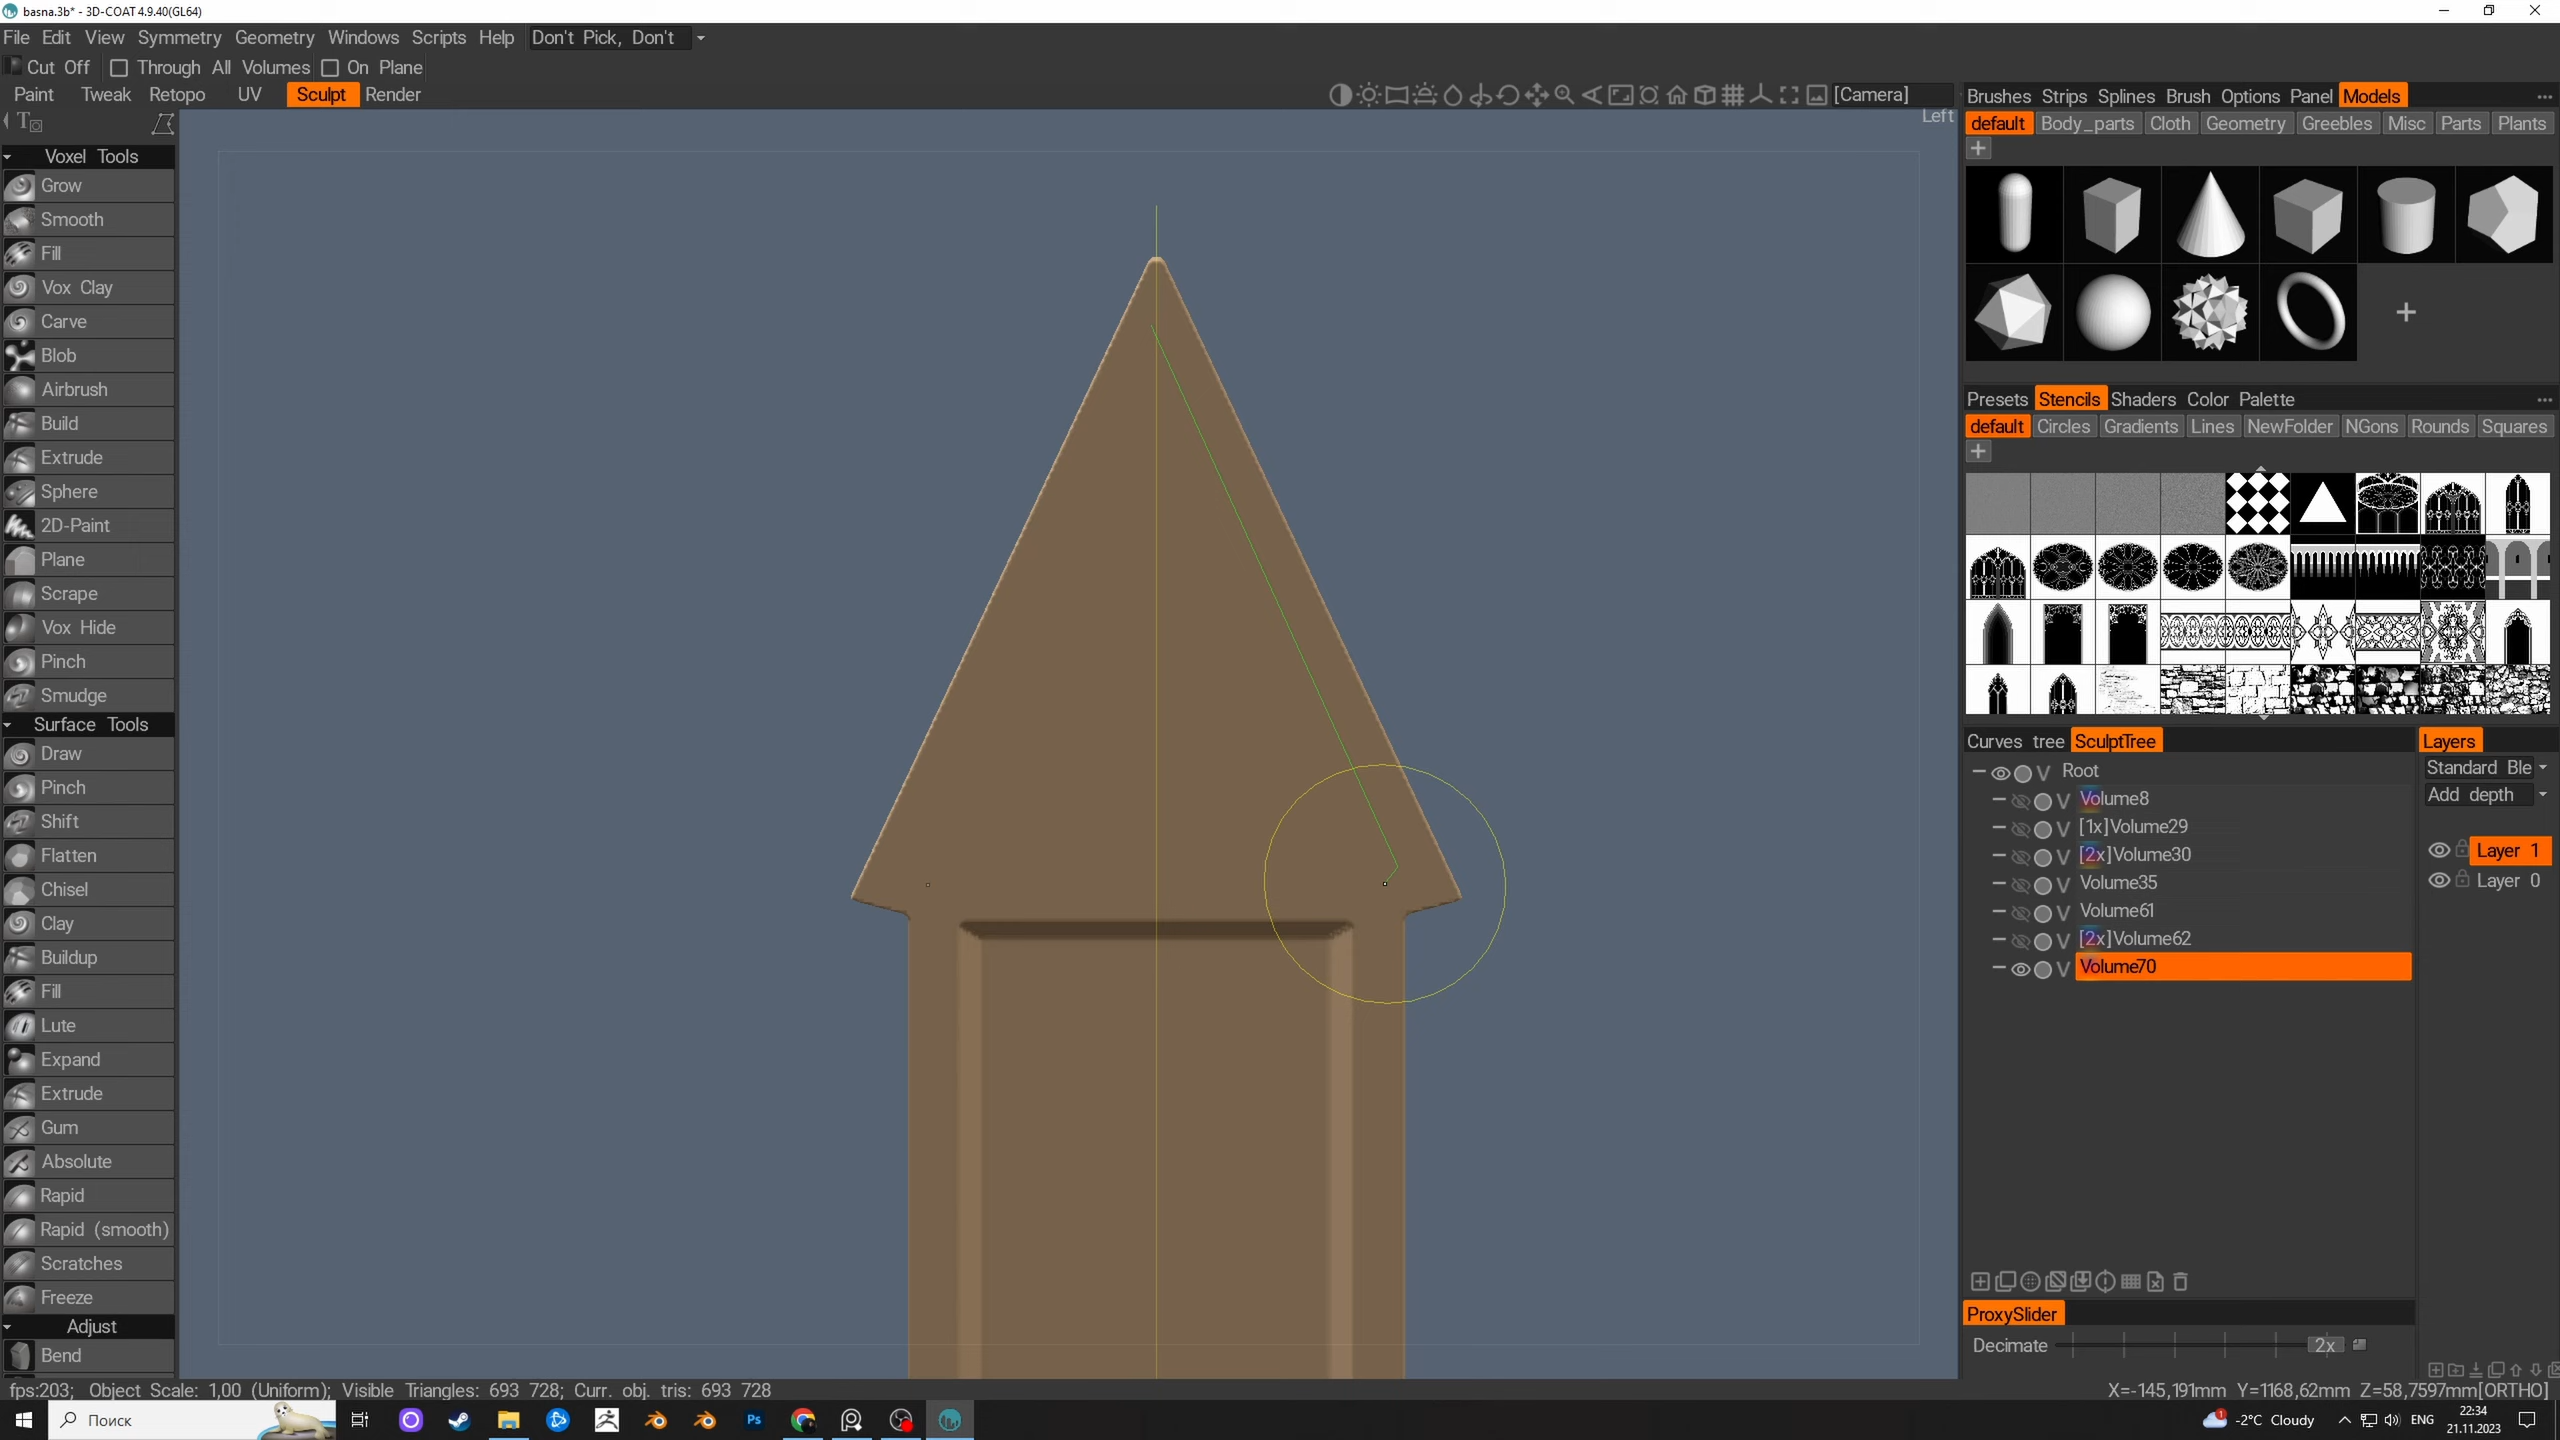 basna.3b* - 3D-COAT 4.9.40(GL64)
File Edit View Symmetry Geometry Windows Scripts Help Don't Pick, Don't
Cut Off Through All Volumes On Plane
Paint Tweak Retopo UV Sculpt Render [Camera]
Left
Voxel Tools
Grow
Smooth
Fill
Vox Clay
Carve
Blob
Airbrush
Build
Extrude
Sphere
2D-Paint
Plane
Scrape
Vox Hide
Pinch
Smudge
Surface Tools
Draw
Pinch
Shift
Flatten
Chisel
Clay
Buildup
Fill
Lute
Expand
Extrude
Gum
Absolute
Rapid
Rapid (smooth)
Scratches
Freeze
Adjust
Bend
Brushes Strips Splines Brush Options Panel Models
default Body_parts Cloth Geometry Greebles Misc Parts Plants
Presets Stencils Shaders Color Palette
default Circles Gradients Lines NewFolder NGons Rounds Squares
Curves tree SculptTree
Root
V Volume8
V [1x]Volume29
V [2x]Volume30
V Volume35
V Volume61
V [2x]Volume62
V Volume70
Layers
Standard Ble
Add depth
Layer 1
Layer 0
ProxySlider
Decimate 2x
fps:203; Object Scale: 1,00 (Uniform); Visible Triangles: 693 728; Curr. obj. tris: 693 728
X=-145,191mm Y=1168,62mm Z=58,7597mm[ORTHO]
Поиск
-2°C Cloudy ENG 22:34
21.11.2023